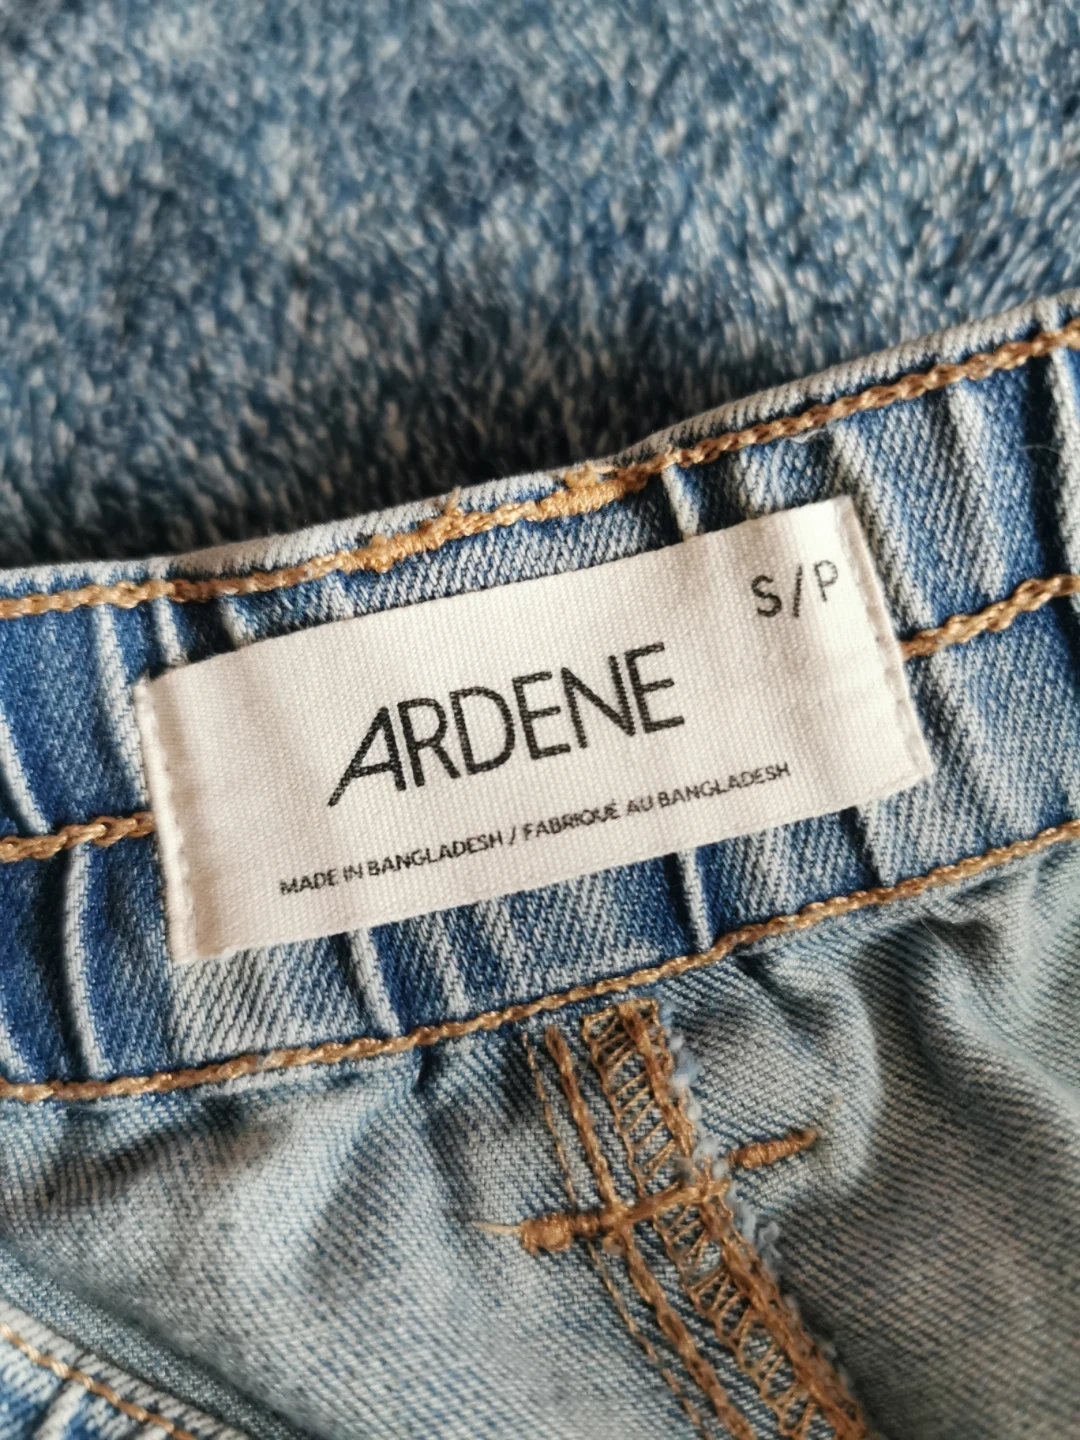 S/P
ARDENE
MADE IN BANGLADESH / FABRIQUÉ AU BANGLADESH